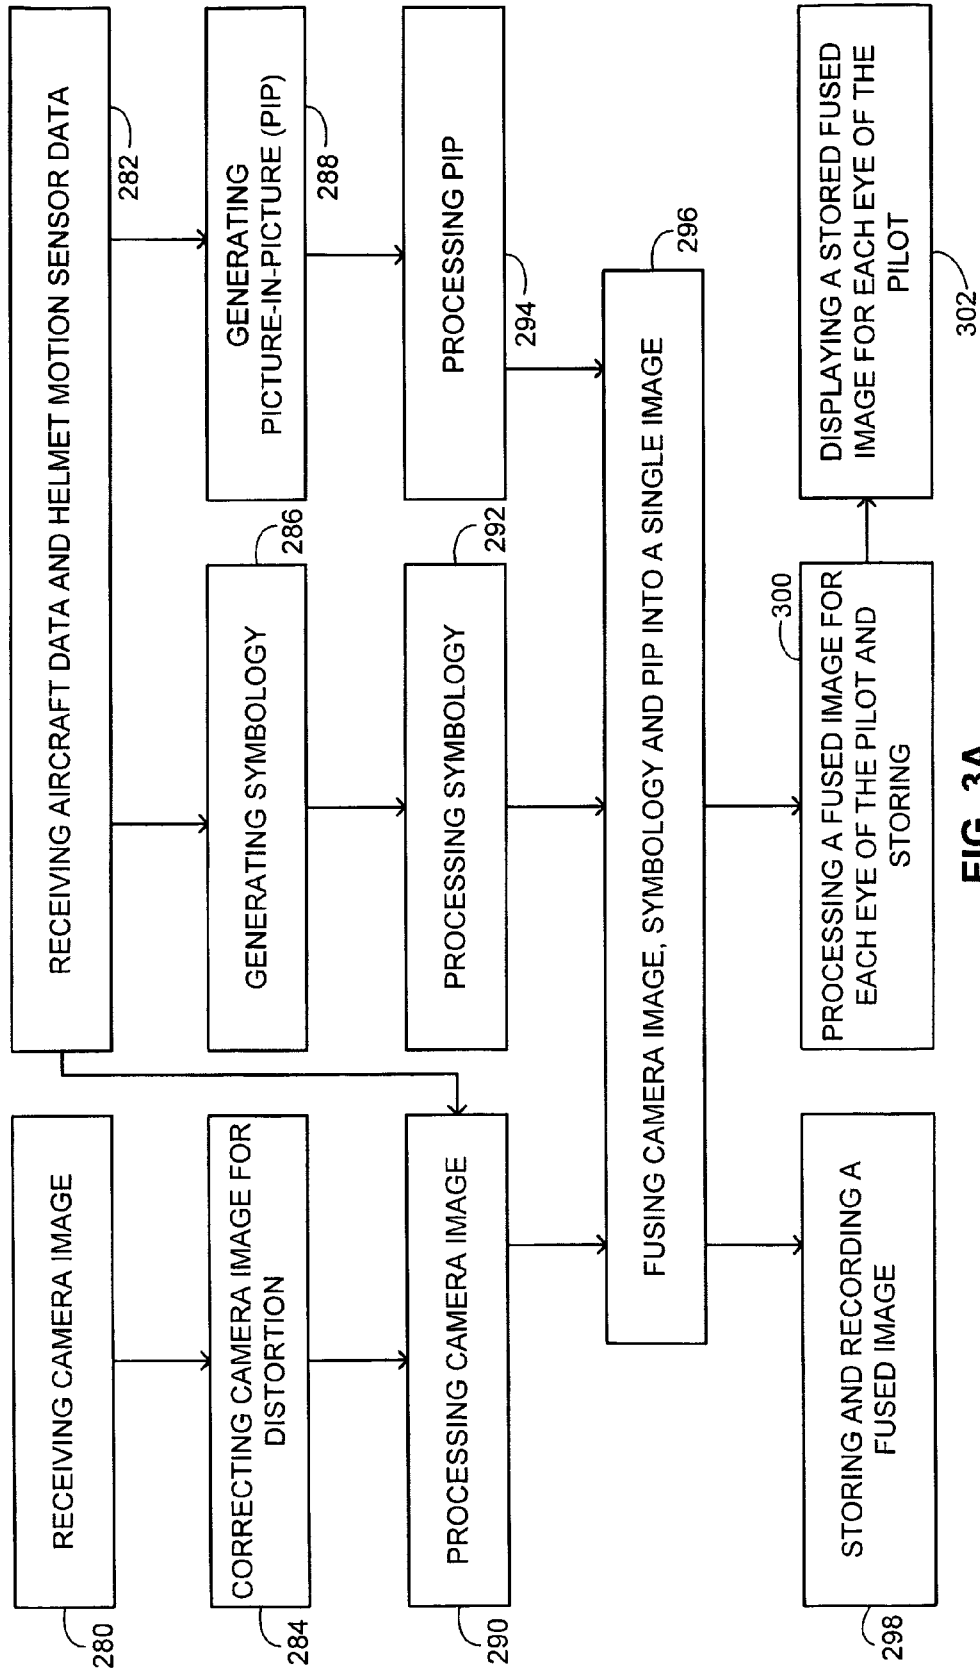 RECEIVING CAMERA IMAGE
280
RECEIVING AIRCRAFT DATA AND HELMET MOTION SENSOR DATA
282
CORRECTING CAMERA IMAGE FOR
DISTORTION
284
GENERATING SYMBOLOGY
286
GENERATING
PICTURE-IN-PICTURE (PIP)
288
PROCESSING CAMERA IMAGE
290
PROCESSING SYMBOLOGY
292
PROCESSING PIP
294
FUSING CAMERA IMAGE, SYMBOLOGY AND PIP INTO A SINGLE IMAGE
296
STORING AND RECORDING A
FUSED IMAGE
298
PROCESSING A FUSED IMAGE FOR
EACH EYE OF THE PILOT AND
STORING
300
DISPLAYING A STORED FUSED
IMAGE FOR EACH EYE OF THE
PILOT
302
FIG. 3A